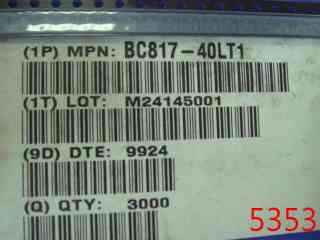 (1P) MPN: BC817-40LT1
(1T) LOT: M24145001
(9D) DTE: 9924
(Q) QTY: 3000
5353